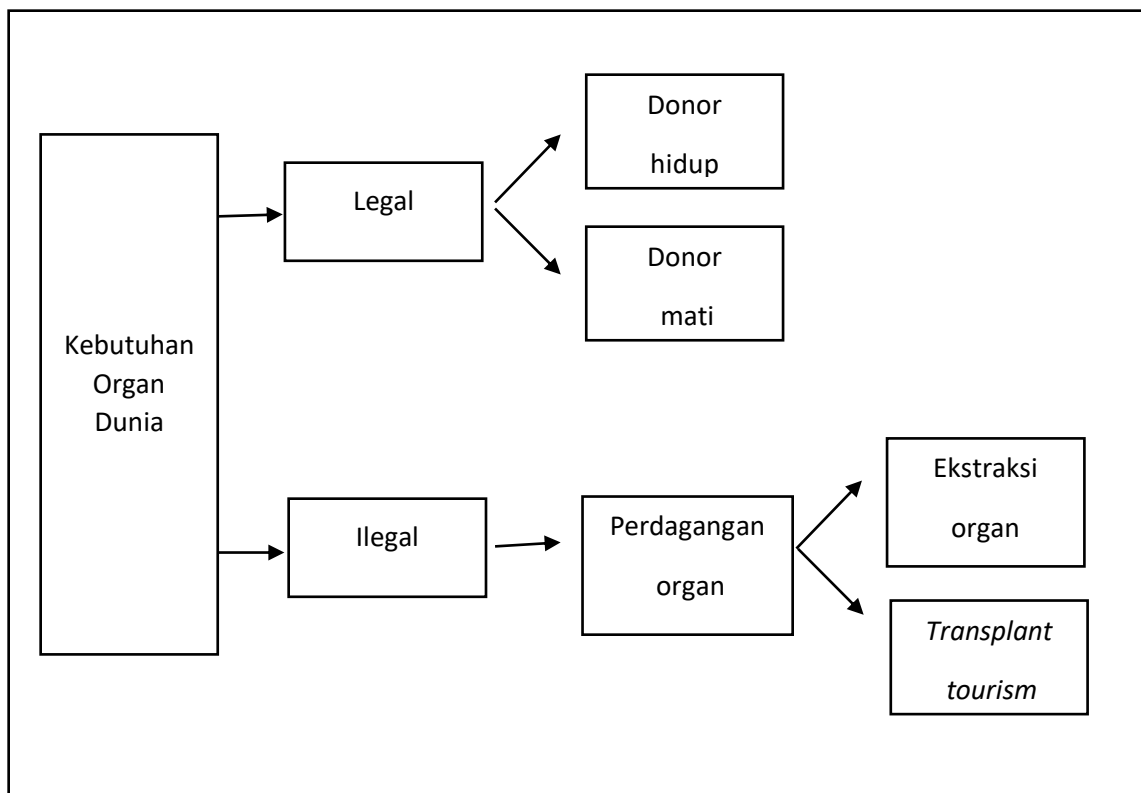 Kebutuhan
Organ
Dunia
Legal
Donor
hidup
Donor
mati
Ilegal
Perdagangan
organ
Ekstraksi
organ
Transplant
tourism